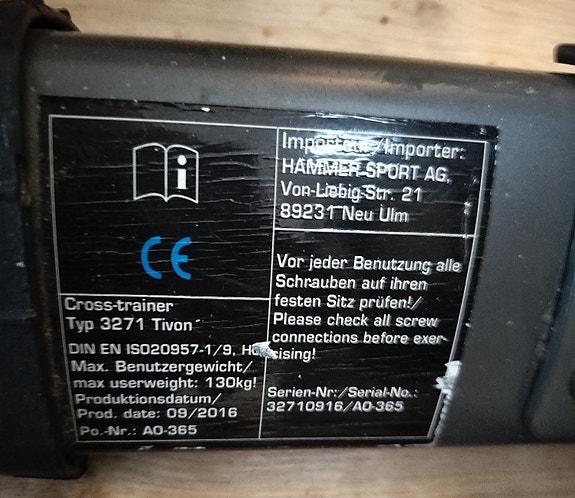 i
CE
Cross-trainer
Typ 3271 Tivon
DIN EN ISO20957-1/9,
Max. Benutzergewicht/
max userweight: 130kg!
Produktionsdatum/
Prod. date: 09/2016
Po.-Nr.: AO-365
Importeur/Importer:
HAMMER SPORT AG.
Von-Liebig-Str. 21
89231 Neu Ulm
Vor jeder Benutzung alle
Schrauben auf ihren
festen Sitz prüfen!/
Please check all screw
connections before exer-
sising!
Serien-Nr:/Serial-No.:
32710916/AO-365